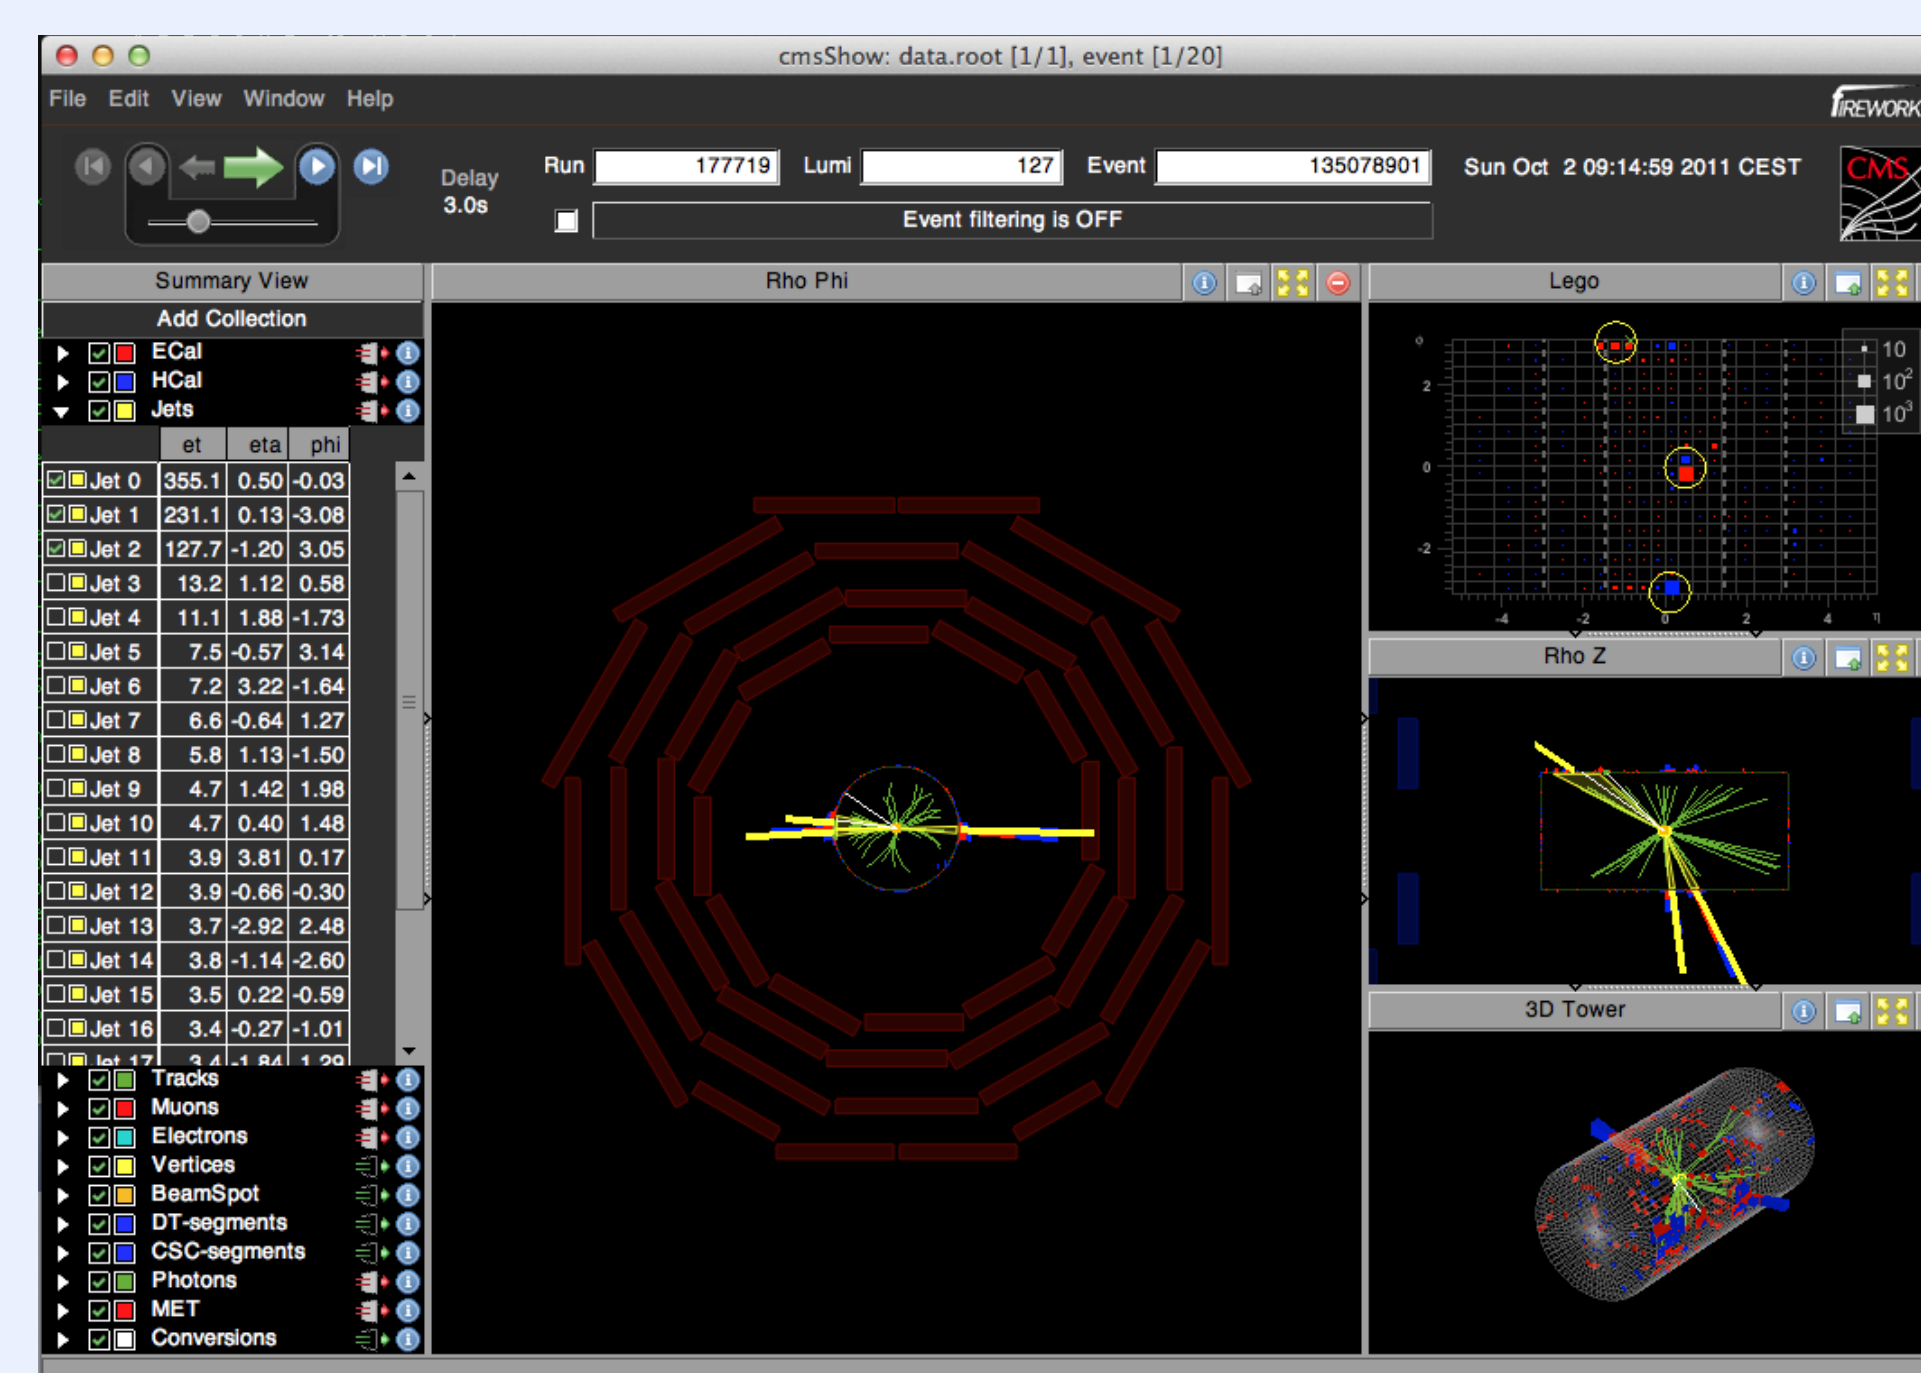 cmsShow: data.root [1/1], event [1/20]
File Edit View Window Help
fIREWORK
Delay
3.0s
Run 177719 Lumi 127 Event 135078901 Sun Oct 2 09:14:59 2011 CEST
CMS
Event filtering is OFF
Summary View
Add Collection
ECal
HCal
Jets
et eta phi
Jet 0 355.1 0.50 -0.03
Jet 1 231.1 0.13 -3.08
Jet 2 127.7 -1.20 3.05
Jet 3 13.2 1.12 0.58
Jet 4 11.1 1.88 -1.73
Jet 5 7.5 -0.57 3.14
Jet 6 7.2 3.22 -1.64
Jet 7 6.6 -0.64 1.27
Jet 8 5.8 1.13 -1.50
Jet 9 4.7 1.42 1.98
Jet 10 4.7 0.40 1.48
Jet 11 3.9 3.81 0.17
Jet 12 3.9 -0.66 -0.30
Jet 13 3.7 -2.92 2.48
Jet 14 3.8 -1.14 -2.60
Jet 15 3.5 0.22 -0.59
Jet 16 3.4 -0.27 -1.01
Jet 17 3.4 -1.84 1.29
Tracks
Muons
Electrons
Vertices
BeamSpot
DT-segments
CSC-segments
Photons
MET
Conversions
Rho Phi
Lego
φ
2
0
-2
-4 -2 0 2 4 η
10
10²
10³
Rho Z
3D Tower